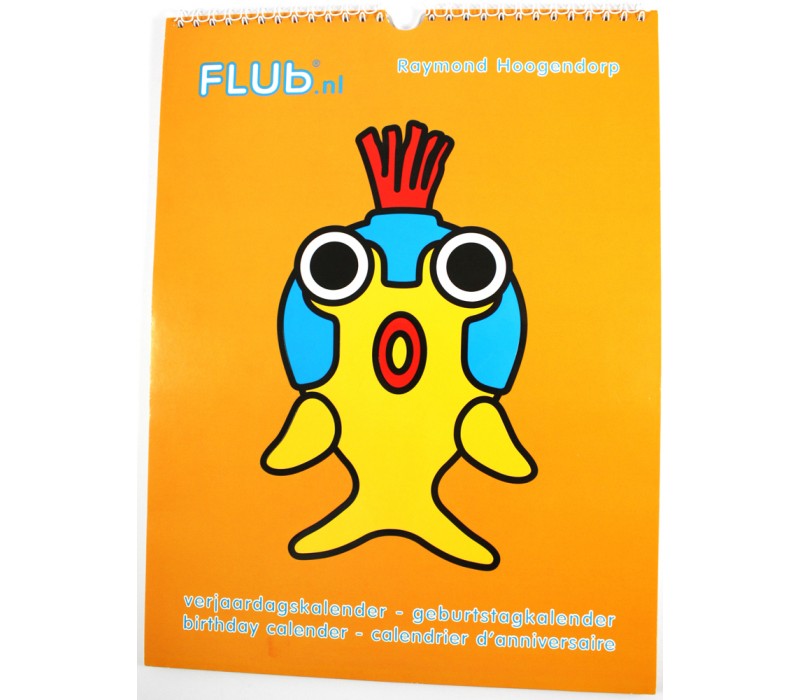 FLUb®.nl
Raymond Hoogendorp
verjaardagskalender - geburtstagkalender
birthday calender - calendrier d'anniversaire